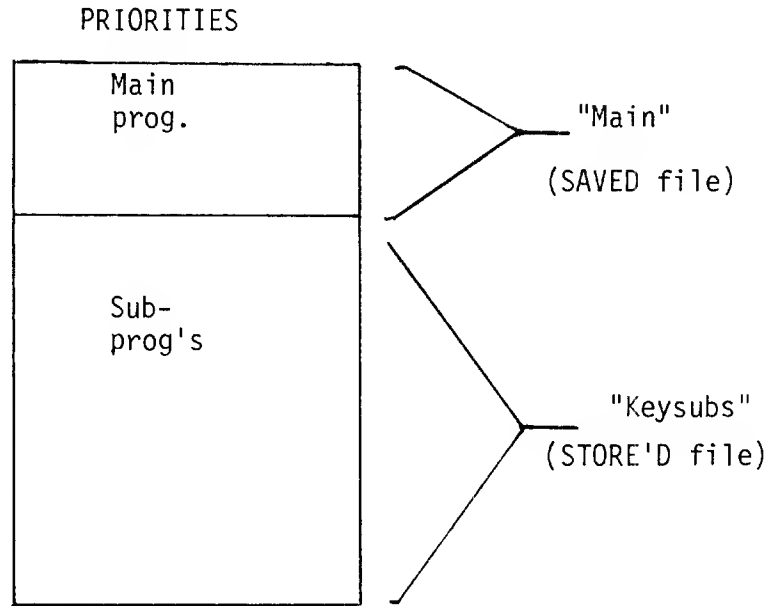 PRIORITIES
Main
prog.
"Main"
(SAVED file)
Sub-
prog's
"Keysubs"
(STORE'D file)